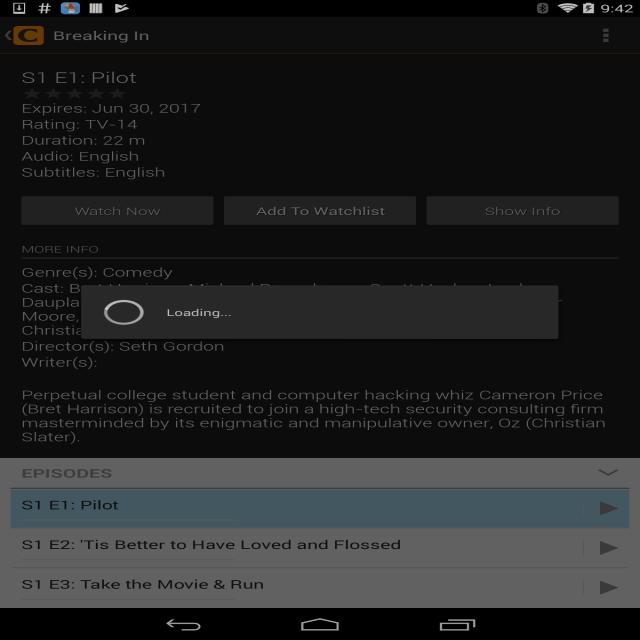 9:42
Breaking In
S1 E1: Pilot
Expires: Jun 30, 2017
Rating: TV-14
Duration: 22 m
Audio: English
Subtitles: English
Watch Now
Add To Watchlist
Show Info
MORE INFO
Genre(s): Comedy
Cast:
Daupla
Moore,
Christia
Loading...
Director(s): Seth Gordon
Writer(s):
Perpetual college student and computer hacking whiz Cameron Price
(Bret Harrison) is recruited to join a high-tech security consulting firm
masterminded by its enigmatic and manipulative owner, Oz (Christian
Slater).
EPISODES
S1 E1: Pilot
S1 E2: 'Tis Better to Have Loved and Flossed
S1 E3: Take the Movie & Run